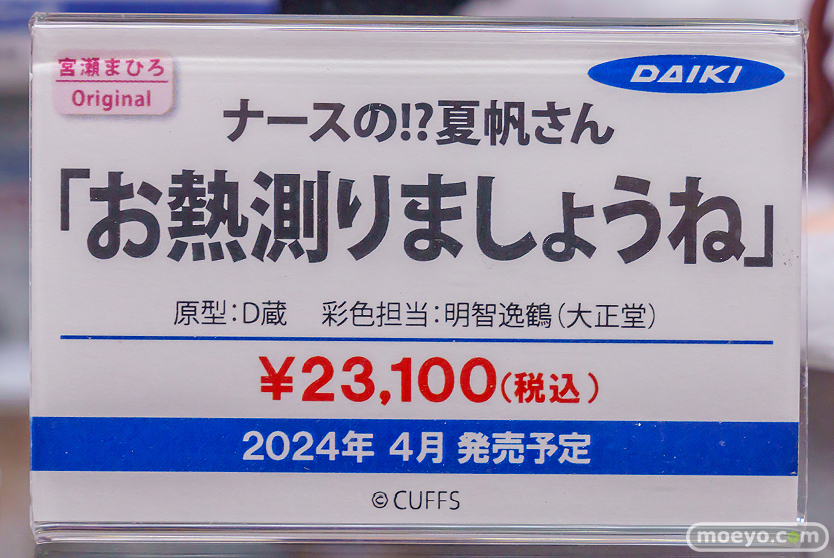 宮瀬まひろ
Original
DAIKI
ナースの!?夏帆さん
「お熱測りましょうね」
原型:D蔵 彩色担当:明智逸鶴(大正堂)
¥23,100(税込)
2024年 4月 発売予定
©CUFFS
moeyo.com